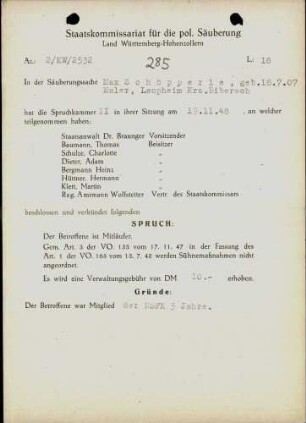 Staatskommissariat für die pol. Säuberung
Land Württemberg-Hohenzollern
Az.: 2/KW/2532
285
L: 18
In der Säuberungssache Max Schöpperle, geb.18.7.07
Maler, Laupheim Krs.Biberach
hat die Spruchkammer II in ihrer Sitzung am 19.11.48. an welcher
teilgenommen haben:
Staatsanwalt Dr. Braunger Vorsitzender
Baumann, Thomas Beisitzer
Schulze, Charlotte „
Dieter, Adam „
Bergmann Heinz „
Hüttner, Hermann „
Klett, Martin „
Reg. Amtmann Wolfstetter Vertr. des Staatskommissars
beschlossen und verkündet folgenden
SPRUCH:
Der Betroffene ist Mitläufer.
Gem. Art. 3 der VO. 133 vom 17. 11. 47 in der Fassung des
Art. 1 der VO. 165 vom 13. 7. 48 werden Sühnemaßnahmen nicht
angeordnet.
Es wird eine Verwaltungsgebühr von DM 10.- erhoben.
Gründe:
Der Betroffene war Mitglied der NSFK 3 Jahre.